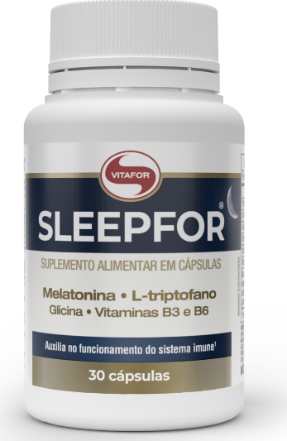 VITAFOR
SLEEPFOR®
SUPLEMENTO ALIMENTAR EM CÁPSULAS
Melatonina • L-triptofano
Glicina • Vitaminas B3 e B6
Auxilia no funcionamento do sistema imune¹
30 cápsulas